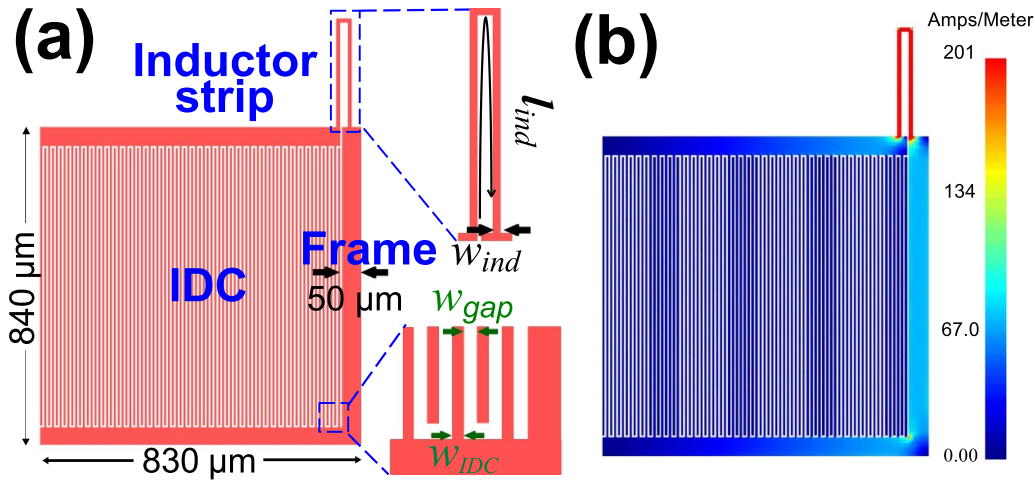 (a)
Inductor
strip
l_ind
w_ind
Frame
IDC
50 μm
840 μm
830 μm
w_gap
w_IDC
(b)
Amps/Meter
201
134
67.0
0.00